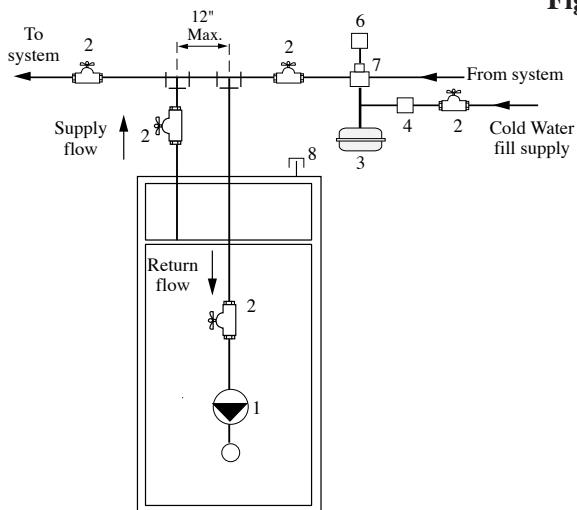 Fig
To
system
2
12"
Max.
2
6
7
From system
Supply
flow
2
3
4
2
Cold Water
fill supply
8
Return
flow
2
1